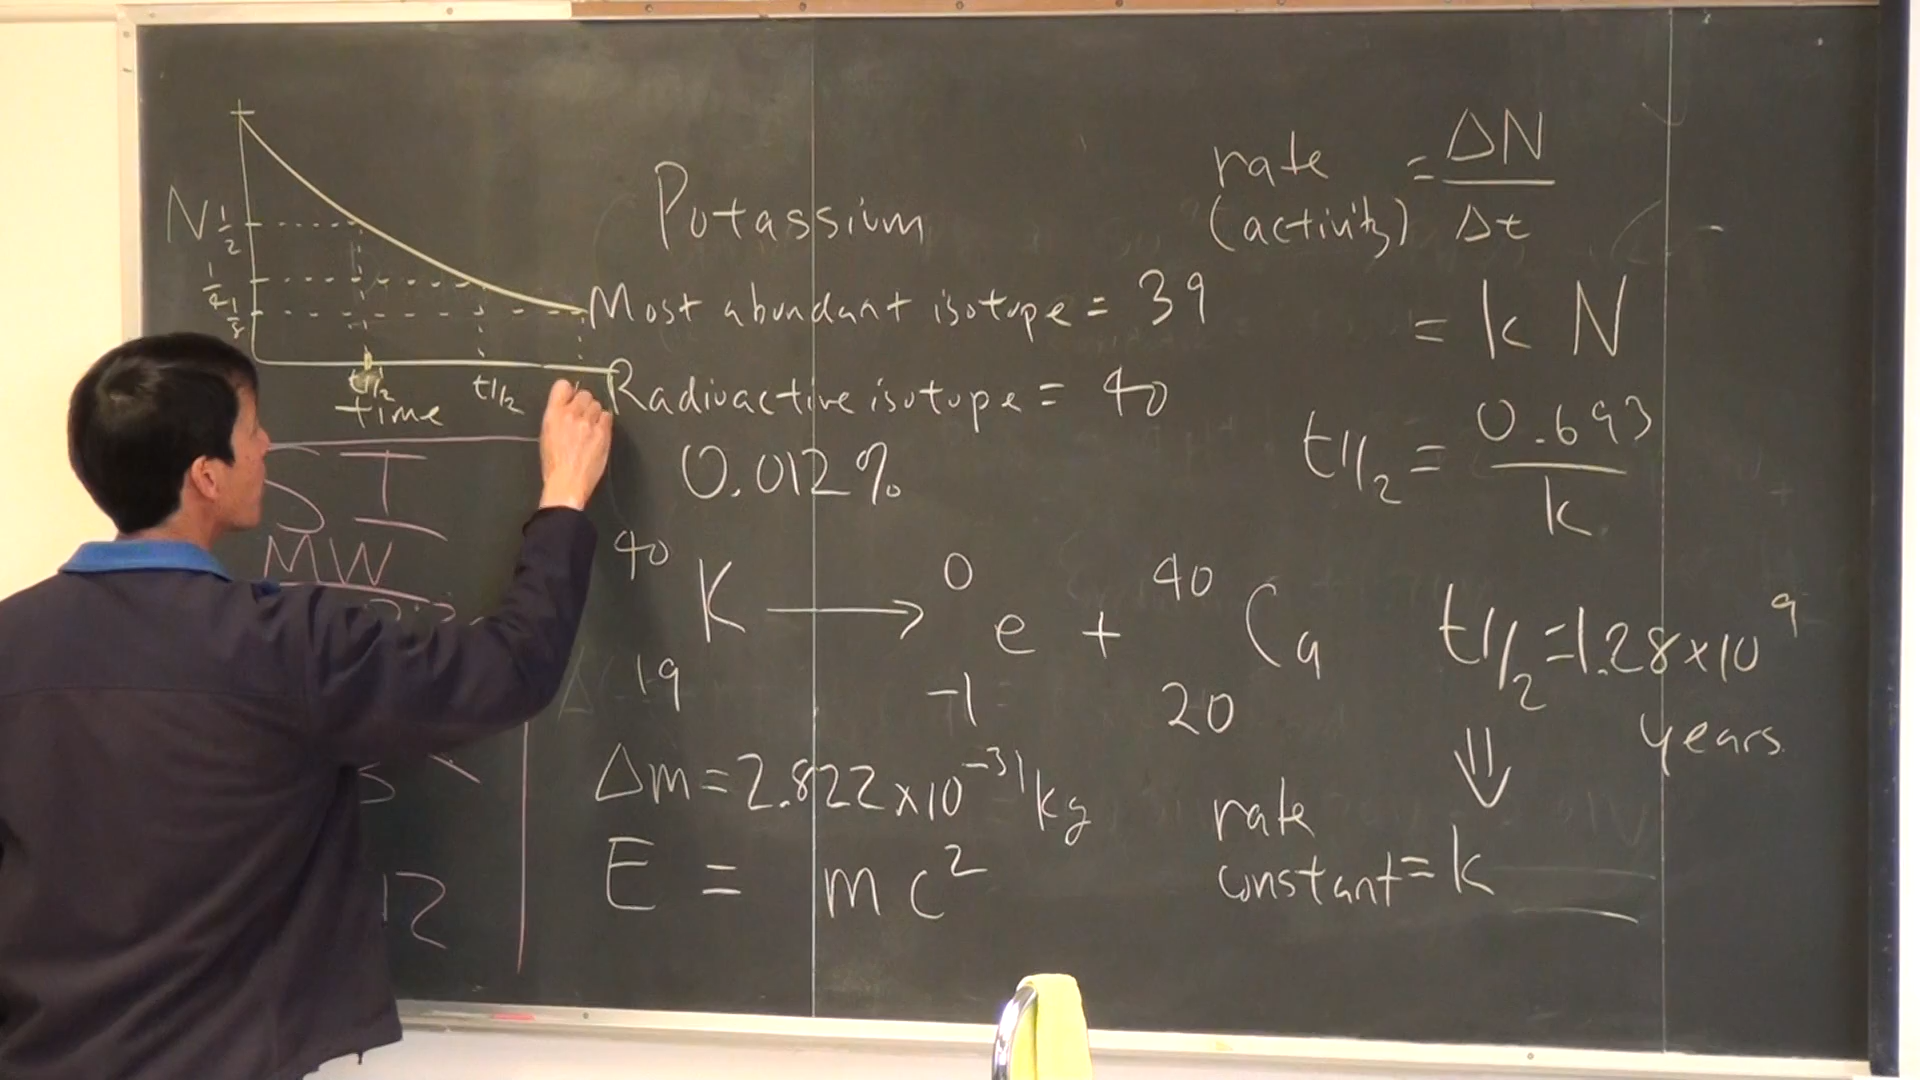 N 1/2
1/4
1/8
t1/2 t1/2
time
SI
MW
Potassium
Most abundant isotope = 39
Radioactive isotope = 40
0.012%
40 19 K → 0 -1 e + 40 20 Ca
Δm = 2.822 x 10^-31 kg
E = mc^2
rate (activity) = ΔN / Δt
= k N
t1/2 = 0.693 / k
t1/2 = 1.28 x 10^9 years
⇓
rate constant = k